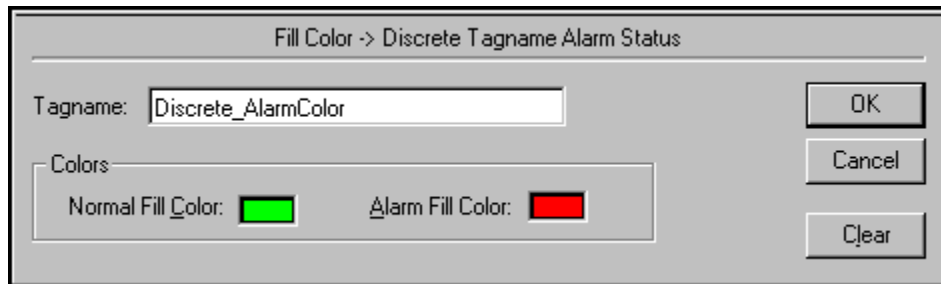 Fill Color -> Discrete Tagname Alarm Status
Tagname: Discrete_AlarmColor
OK
Colors
Cancel
Normal Fill Color: Alarm Fill Color:
Clear